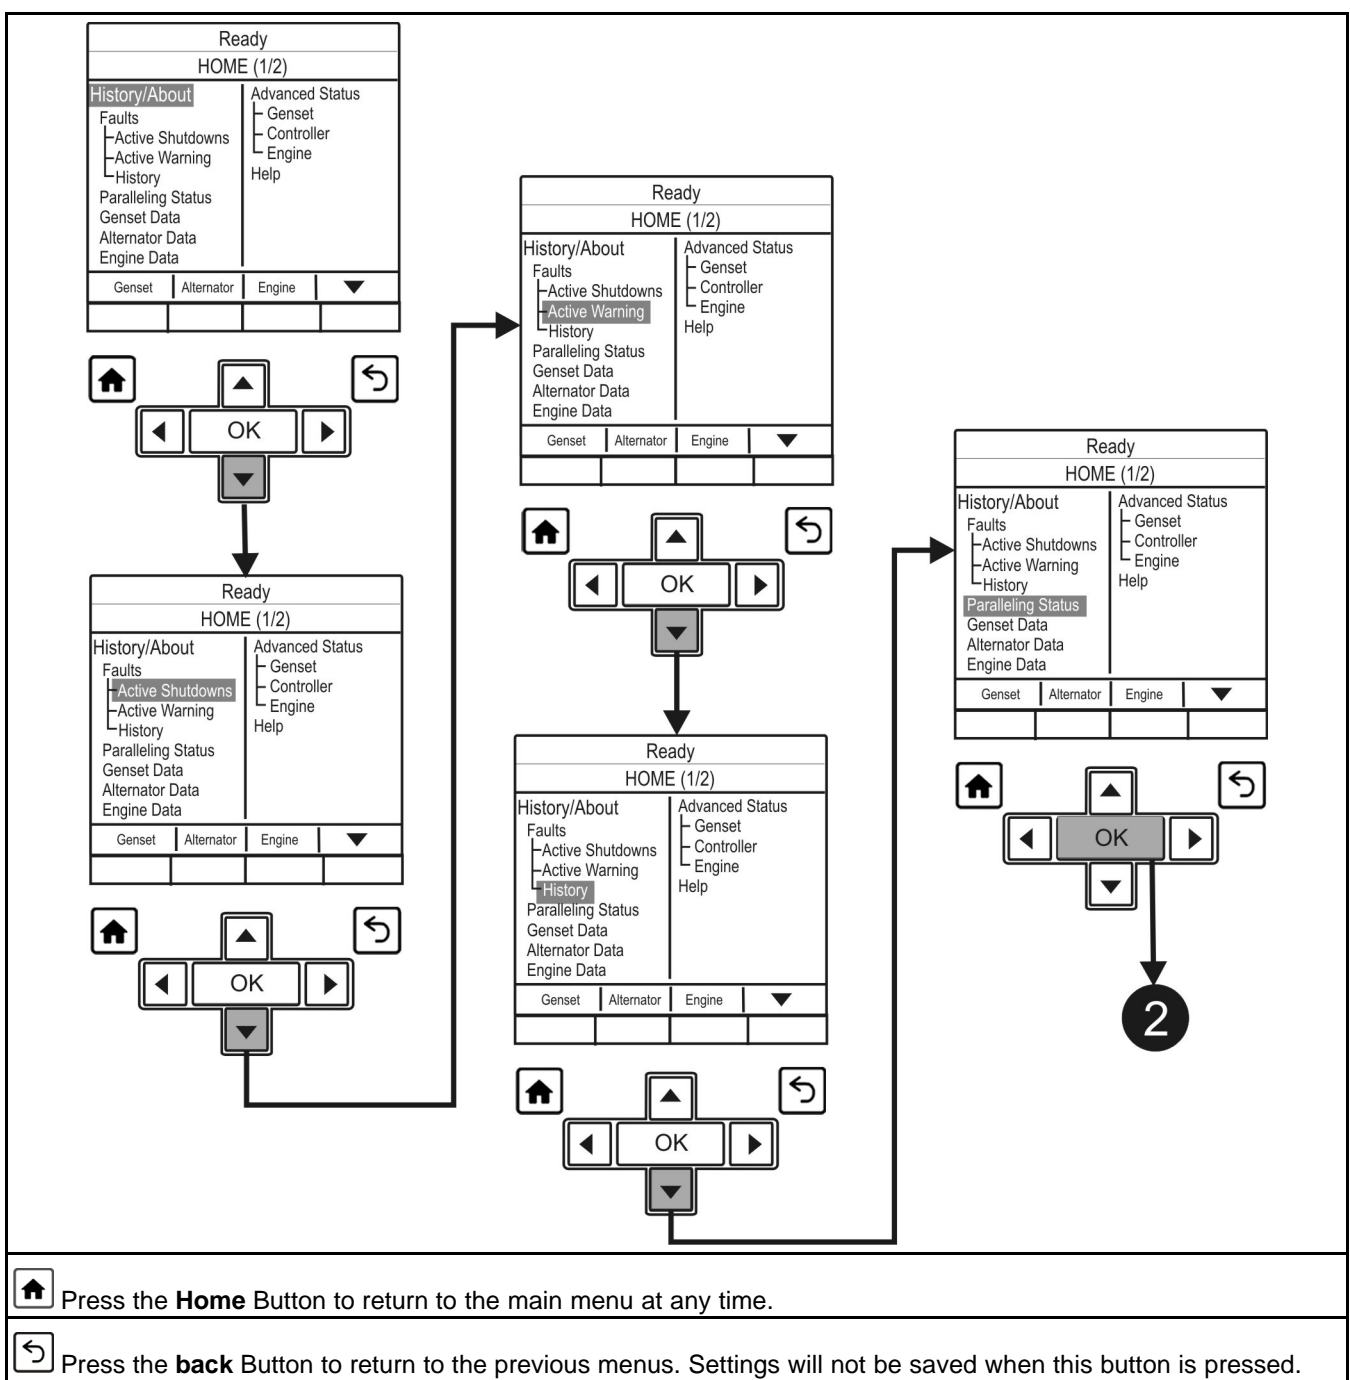 Ready
HOME (1/2)
History/About
Faults
Active Shutdowns
Active Warning
History
Paralleling Status
Genset Data
Alternator Data
Engine Data
Advanced Status
Genset
Controller
Engine
Help
Genset Alternator Engine
OK
Ready
HOME (1/2)
History/About
Faults
Active Shutdowns
Active Warning
History
Paralleling Status
Genset Data
Alternator Data
Engine Data
Advanced Status
Genset
Controller
Engine
Help
Genset Alternator Engine
OK
Ready
HOME (1/2)
History/About
Faults
Active Shutdowns
Active Warning
History
Paralleling Status
Genset Data
Alternator Data
Engine Data
Advanced Status
Genset
Controller
Engine
Help
Genset Alternator Engine
OK
Ready
HOME (1/2)
History/About
Faults
Active Shutdowns
Active Warning
History
Paralleling Status
Genset Data
Alternator Data
Engine Data
Advanced Status
Genset
Controller
Engine
Help
Genset Alternator Engine
OK
Ready
HOME (1/2)
History/About
Faults
Active Shutdowns
Active Warning
History
Paralleling Status
Genset Data
Alternator Data
Engine Data
Advanced Status
Genset
Controller
Engine
Help
Genset Alternator Engine
OK
2
Press the Home Button to return to the main menu at any time.
Press the back Button to return to the previous menus. Settings will not be saved when this button is pressed.